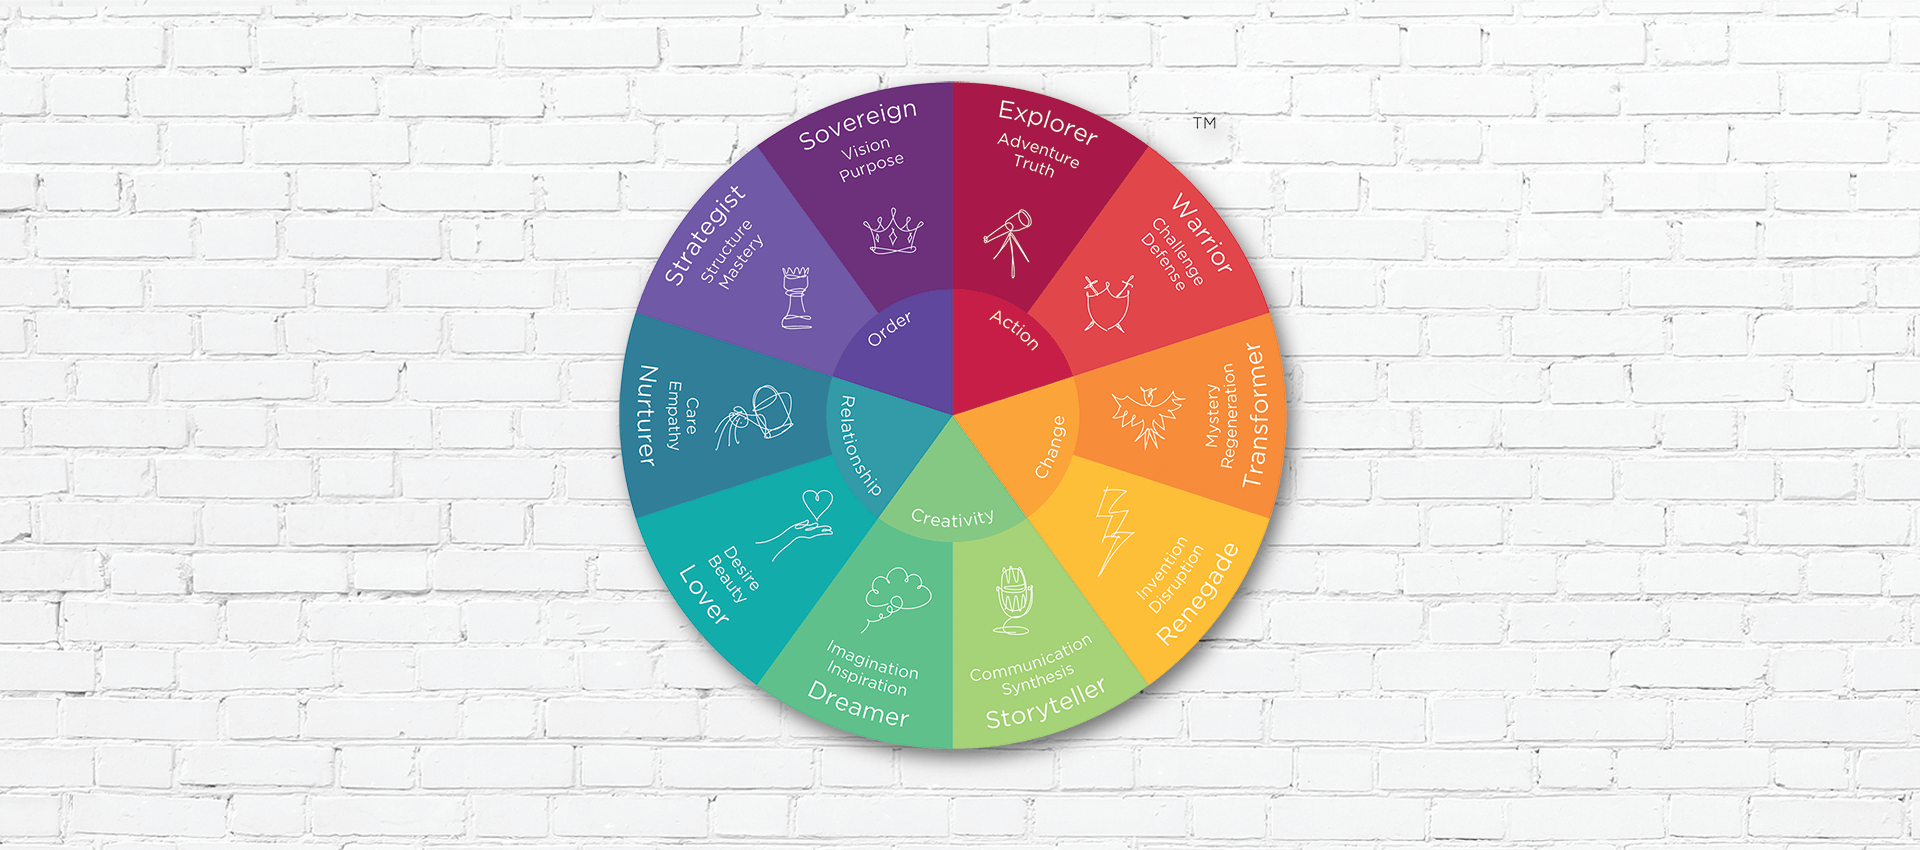 Explorer
Adventure
Truth
Warrior
Challenge
Defense
Transformer
Mystery
Regeneration
Renegade
Invention
Disruption
Storyteller
Communication
Synthesis
Dreamer
Imagination
Inspiration
Lover
Desire
Beauty
Nurturer
Care
Empathy
Strategist
Structure
Mastery
Sovereign
Vision
Purpose
Action
Change
Creativity
Relationship
Order
TM